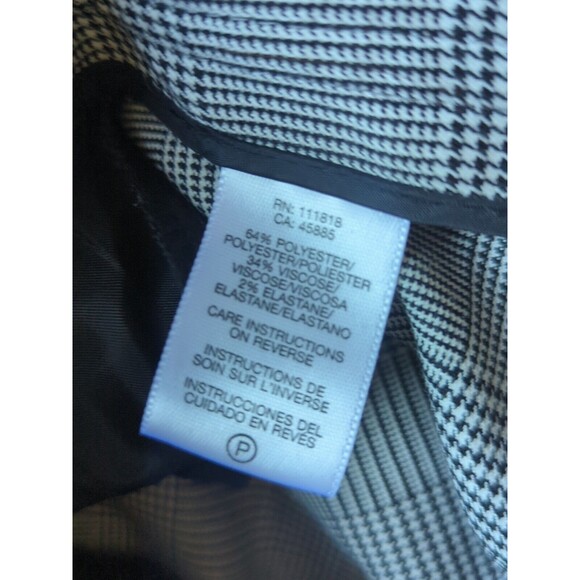 RN: 111818
CA: 45885
64% POLYESTER/
POLYESTER/POLIESTER
34% VISCOSE/
VISCOSE/VISCOSA
2% ELASTANE/
ELASTANE/ELASTANO
CARE INSTRUCTIONS
ON REVERSE
INSTRUCTIONS DE
SOIN SUR L'INVERSE
INSTRUCCIONES DEL
CUIDADO EN REVÉS
P